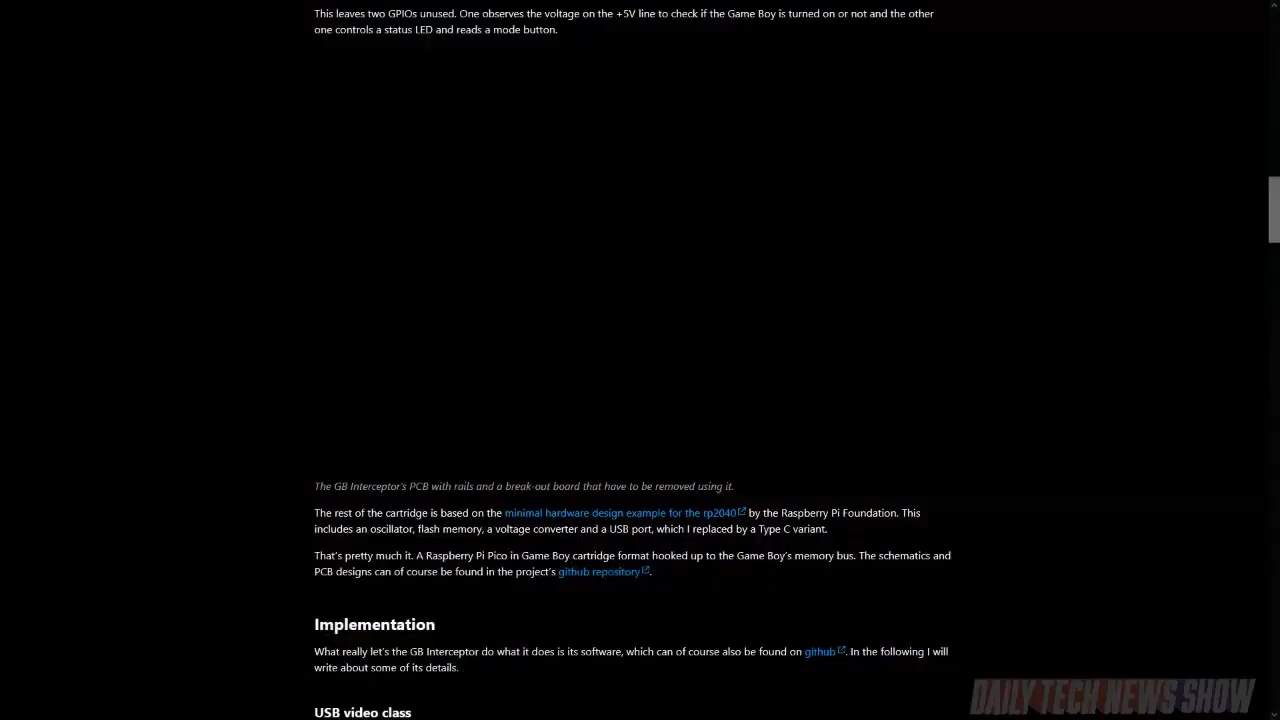 This leaves two GPIOs unused. One observes the voltage on the +5V line to check if the Game Boy is turned on or not and the other
one controls a status LED and reads a mode button.
The GB Interceptor's PCB with rails and a break-out board that have to be removed using it.
The rest of the cartridge is based on the minimal hardware design example for the rp2040 by the Raspberry Pi Foundation. This
includes an oscillator, flash memory, a voltage converter and a USB port, which I replaced by a Type C variant.
That's pretty much it. A Raspberry Pi Pico in Game Boy cartridge format hooked up to the Game Boy's memory bus. The schematics and
PCB designs can of course be found in the project's github repository.
Implementation
What really let's the GB Interceptor do what it does is its software, which can of course also be found on github. In the following I will
write about some of its details.
USB video class
DAILY TECH NEWS SHOW